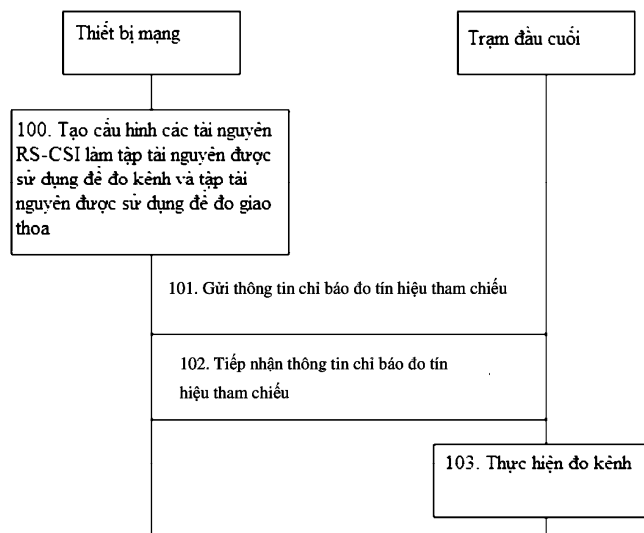 Thiết bị mạng
Trạm đầu cuối
100. Tạo cấu hình các tài nguyên
RS-CSI làm tập tài nguyên được
sử dụng để đo kênh và tập tài
nguyên được sử dụng để đo giao
thoa
101. Gửi thông tin chỉ báo đo tín hiệu tham chiếu
102. Tiếp nhận thông tin chỉ báo đo tín
hiệu tham chiếu
103. Thực hiện đo kênh